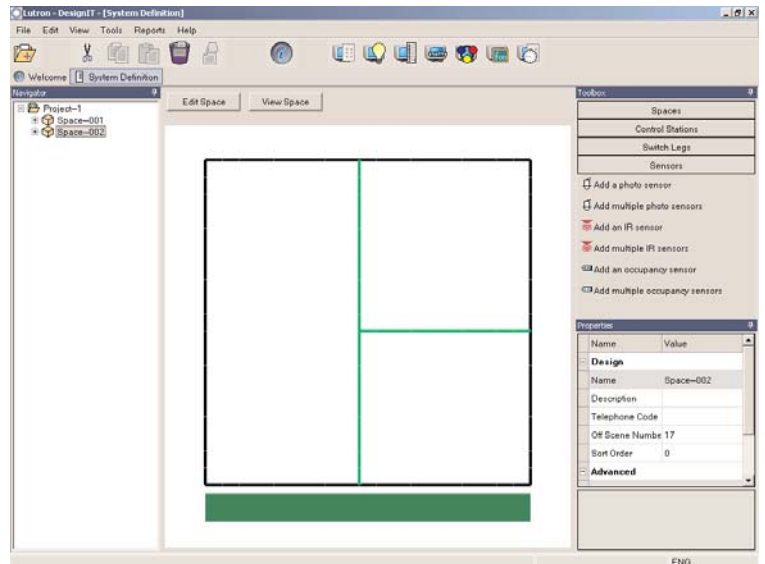 Lutron - DesignIT - [System Definition]
File Edit View Tools Reports Help
Welcome System Definition
Navigator
Project-1
Space-001
Space-002
Edit Space View Space
Toolbox
Spaces
Control Stations
Switch Legs
Sensors
Add a photo sensor
Add multiple photo sensors
Add an IR sensor
Add multiple IR sensors
Add an occupancy sensor
Add multiple occupancy sensors
Properties
Name Value
Design
Name Space-002
Description
Telephone Code
Off Scene Numbe 17
Sort Order 0
Advanced
ENG